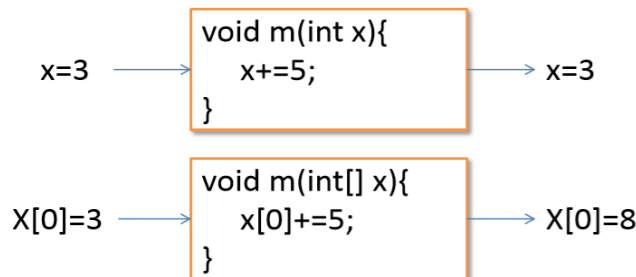 void m(int x){
x=3
x+=5;
x=3
}
void m(int[] x){
X[0]=3
x[0]+=5;
X[0]=8
}